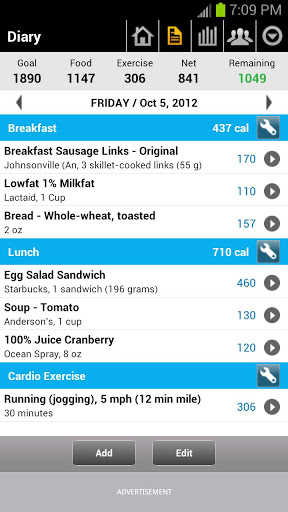 7:09 PM
Diary
Goal Food Exercise Net Remaining
1890 1147 306 841 1049
FRIDAY / Oct 5, 2012
Breakfast 437 cal
Breakfast Sausage Links - Original
Johnsonville (An, 3 skillet-cooked links (55 g) 170
Lowfat 1% Milkfat
Lactaid, 1 Cup 110
Bread - Whole-wheat, toasted
2 oz 157
Lunch 710 cal
Egg Salad Sandwich
Starbucks, 1 sandwich (196 grams) 460
Soup - Tomato
Anderson's, 1 cup 130
100% Juice Cranberry
Ocean Spray, 8 oz 120
Cardio Exercise
Running (jogging), 5 mph (12 min mile)
30 minutes 306
Add Edit
ADVERTISEMENT